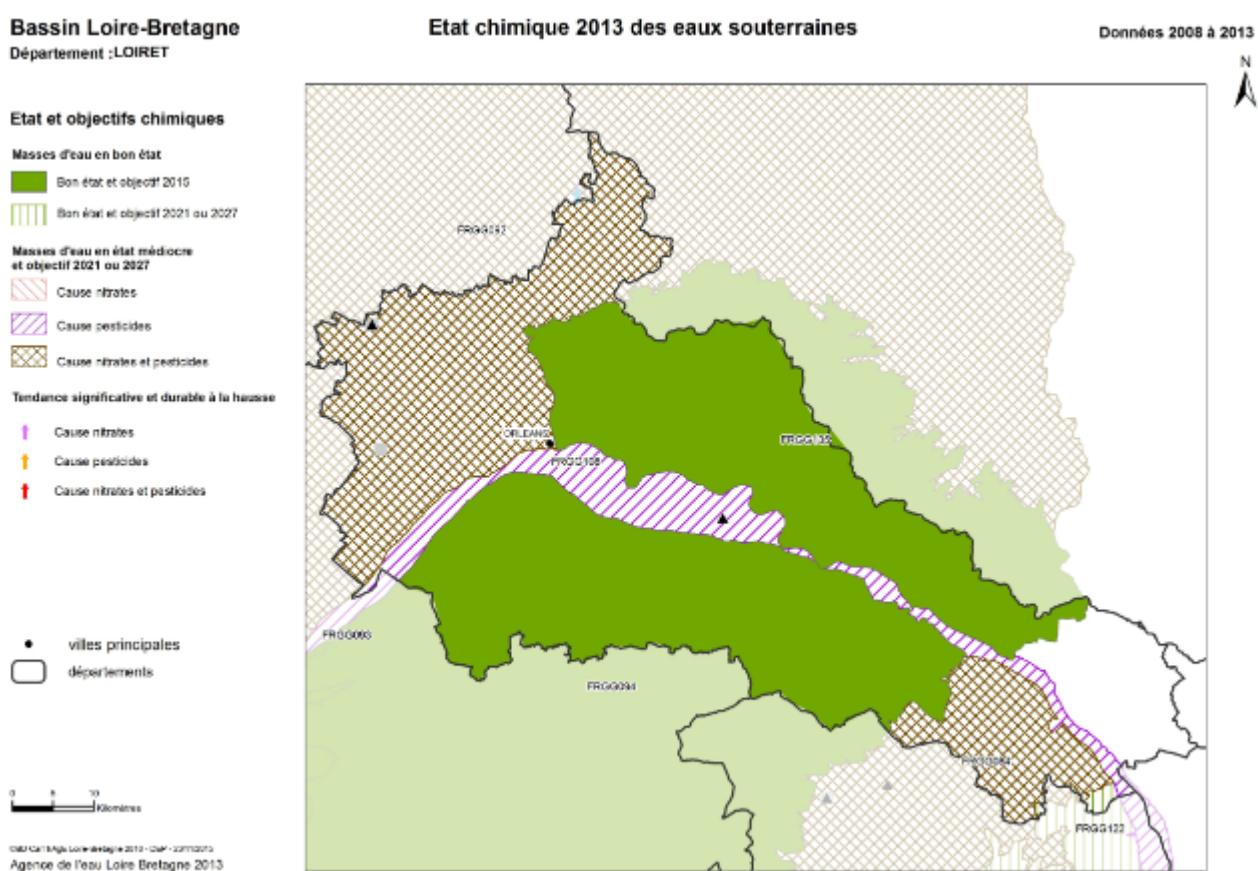 Bassin Loire-Bretagne
Département :LOIRET
Etat chimique 2013 des eaux souterraines
Données 2008 à 2013
N
Etat et objectifs chimiques
Masses d'eau en bon état
Bon état et objectif 2015
Bon état et objectif 2021 ou 2027
Masses d'eau en état médiocre
et objectif 2021 ou 2027
Cause nitrates
Cause pesticides
Cause nitrates et pesticides
Tendance significative et durable à la hausse
Cause nitrates
Cause pesticides
Cause nitrates et pesticides
villes principales
départements
0 5 10
Kilomètres
Agence de l'eau Loire Bretagne 2013
FRGG092
ORLEANS
FRGG135
FRGG108
FRGG093
FRGG094
FRGG122